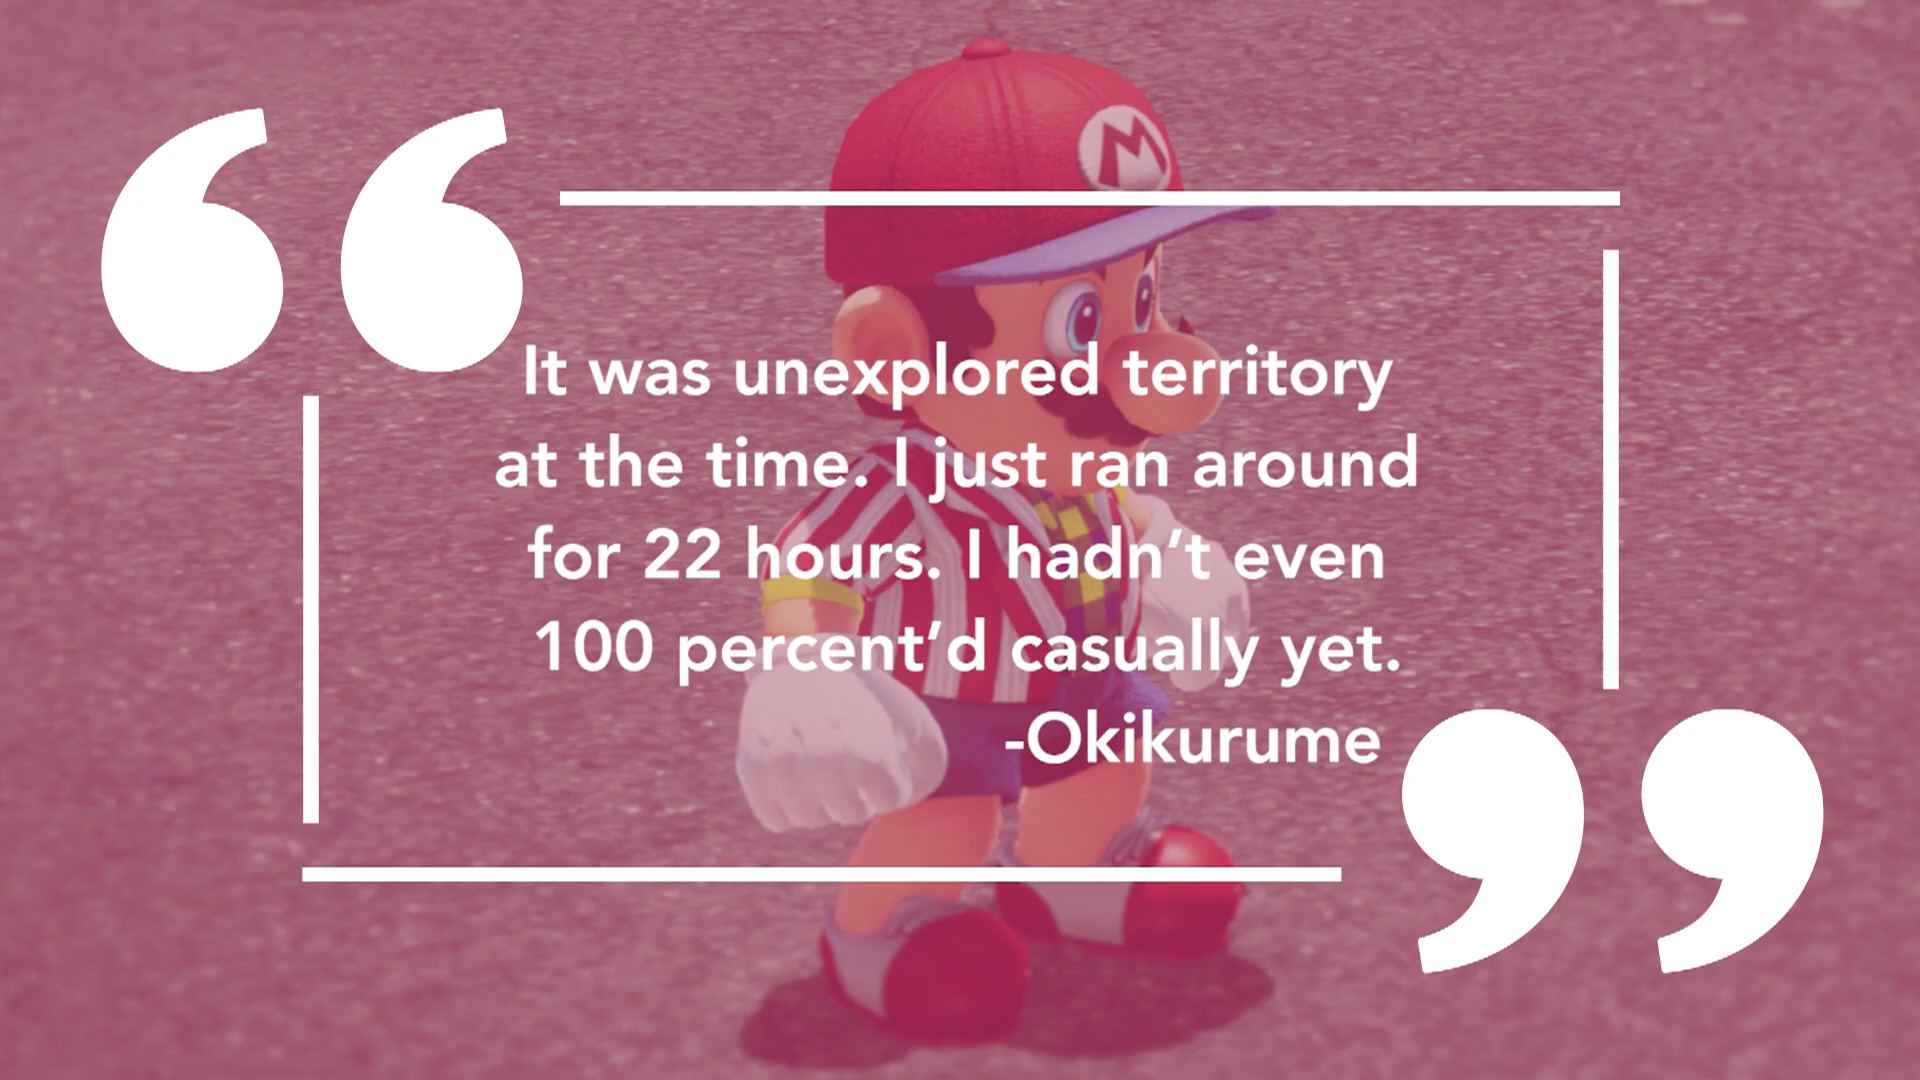 M
It was unexplored territory
at the time. I just ran around
for 22 hours. I hadn’t even
100 percent’d casually yet.
-Okikurume